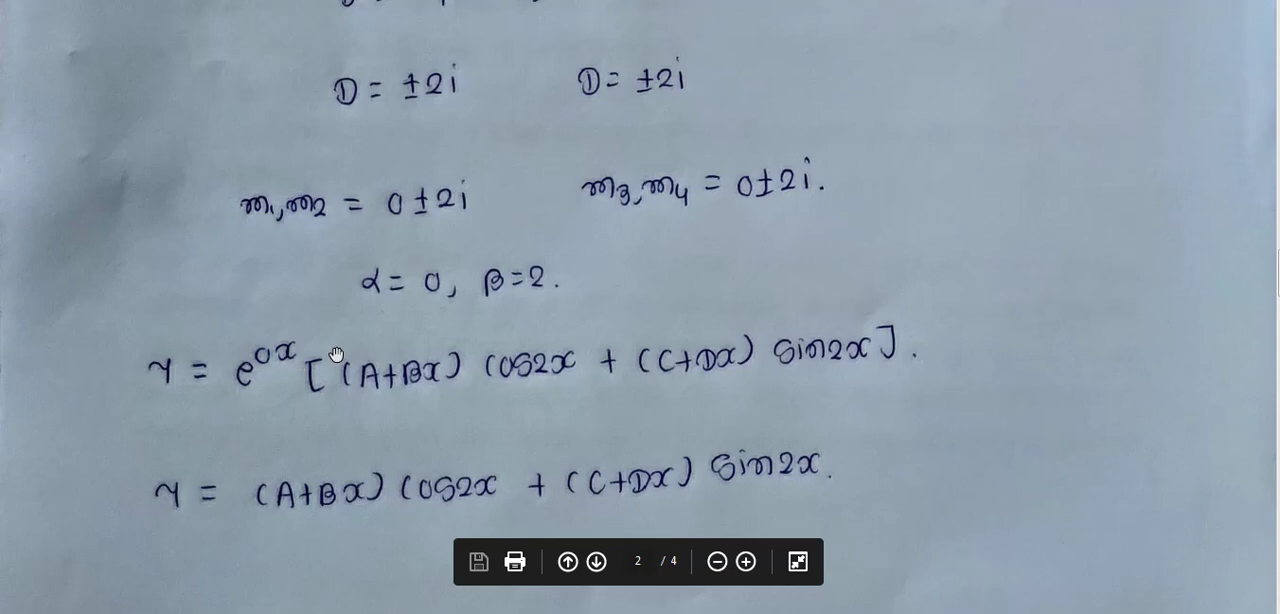 D = ±2i D = ±2i
m₁,m₂ = 0 ± 2i m₃,m₄ = 0±2i.
α = 0, β=2.
y = e^0x [(A+Bx) cos2x + (C+Dx) sin2x].
y = (A+Bx) cos2x + (C+Dx) sin2x.
2 / 4